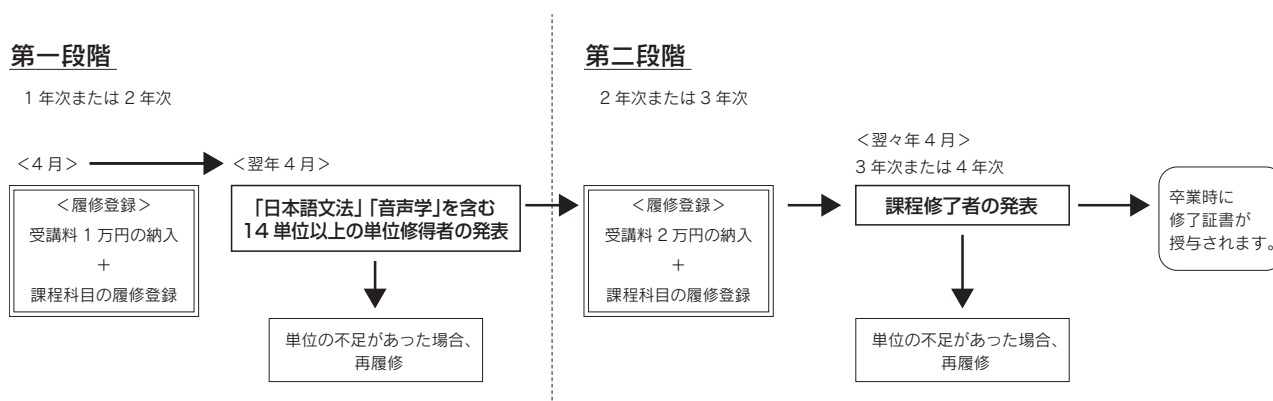 第一段階
1 年次または 2 年次
＜4 月＞
＜履修登録＞
受講料 1 万円の納入
+
課程科目の履修登録
＜翌年 4 月＞
「日本語文法」「音声学」を含む
14 単位以上の単位修得者の発表
単位の不足があった場合、
再履修
第二段階
2 年次または 3 年次
＜履修登録＞
受講料 2 万円の納入
+
課程科目の履修登録
＜翌々年 4 月＞
3 年次または 4 年次
課程修了者の発表
単位の不足があった場合、
再履修
卒業時に
修了証書が
授与されます。